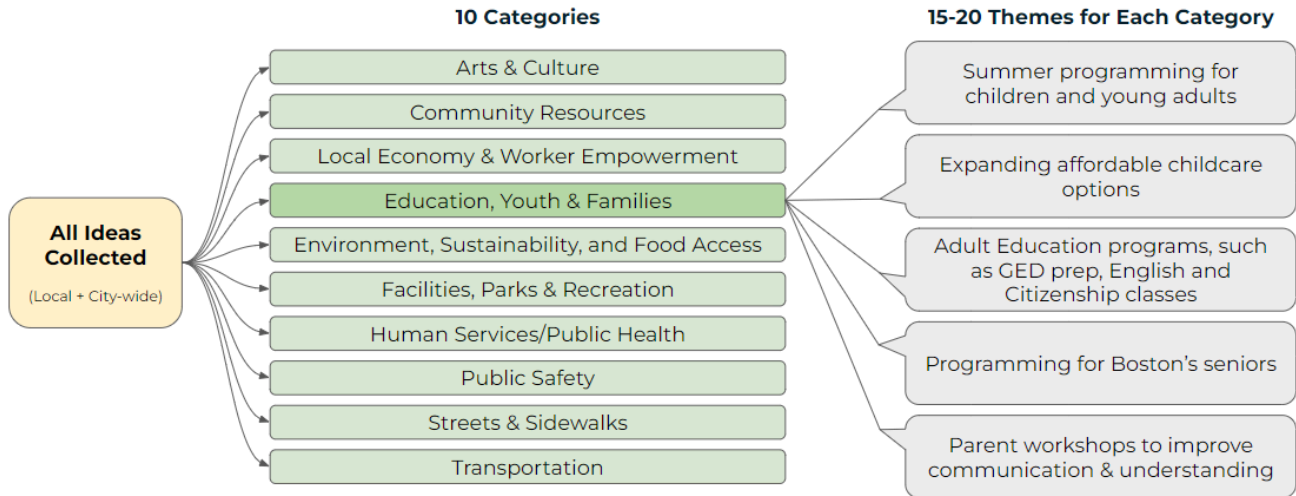 10 Categories
15-20 Themes for Each Category
All Ideas
Collected
(Local + City-wide)
Arts & Culture
Community Resources
Local Economy & Worker Empowerment
Education, Youth & Families
Environment, Sustainability, and Food Access
Facilities, Parks & Recreation
Human Services/Public Health
Public Safety
Streets & Sidewalks
Transportation
Summer programming for
children and young adults
Expanding affordable childcare
options
Adult Education programs, such
as GED prep, English and
Citizenship classes
Programming for Boston's seniors
Parent workshops to improve
communication & understanding